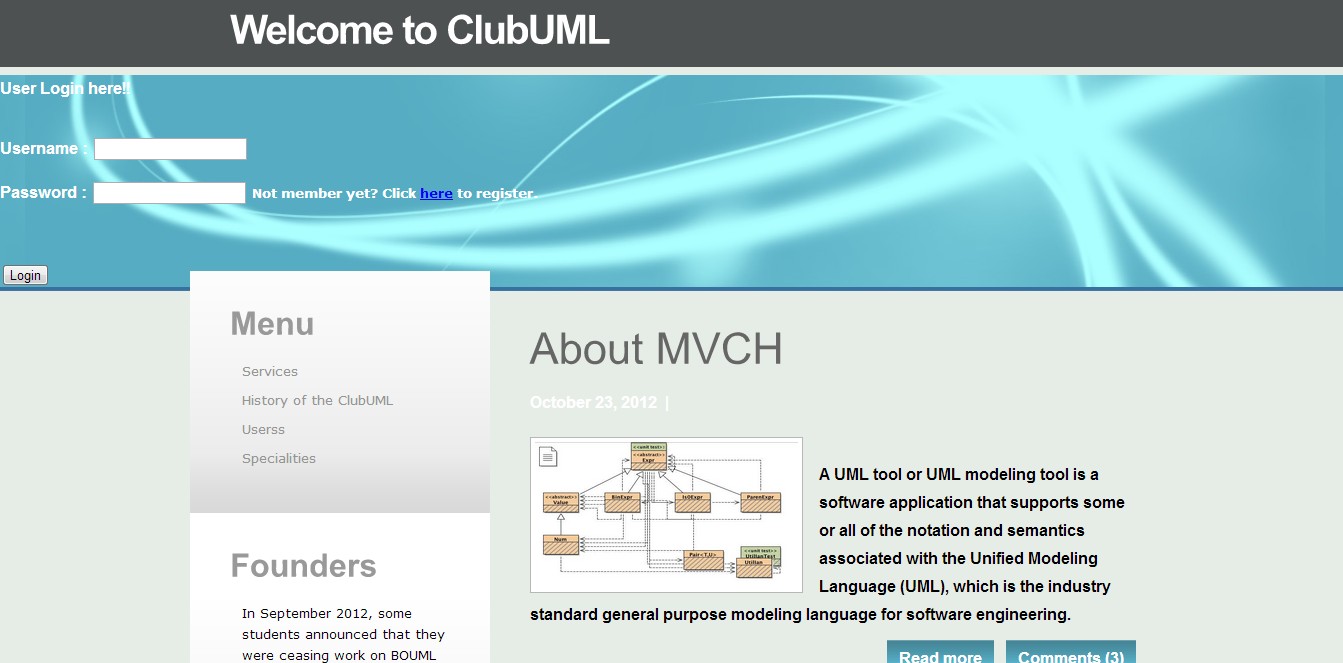 Welcome to ClubUML
User Login here!!
Username :
Password :
Not member yet? Click here to register.
Login
Menu
Services
History of the ClubUML
Userss
Specialities
Founders
In September 2012, some
students announced that they
were ceasing work on BOUML
About MVCH
October 23, 2012 |
<<unit test>>
<<abstract>>
Expr
<<abstract>>
Value
BinExpr
IsOExpr
ParenExpr
Num
Pair<T,U>
<<unit test>>
UtilianTest
Utilian
A UML tool or UML modeling tool is a
software application that supports some
or all of the notation and semantics
associated with the Unified Modeling
Language (UML), which is the industry
standard general purpose modeling language for software engineering.
Read more
Comments (3)